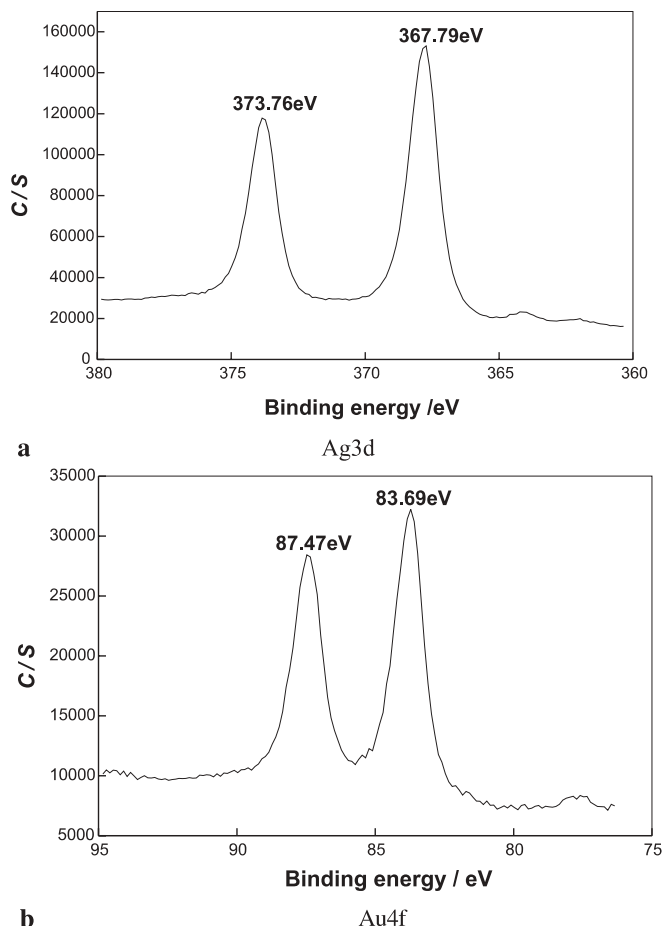 160000
367.79eV
140000
373.76eV
120000
100000
C/S
80000
60000
40000
20000
0
380 375 370 365 360
Binding energy /eV
a Ag3d
35000
83.69eV
30000
87.47eV
25000
C/S
20000
15000
10000
5000
95 90 85 80 75
Binding energy / eV
b Au4f